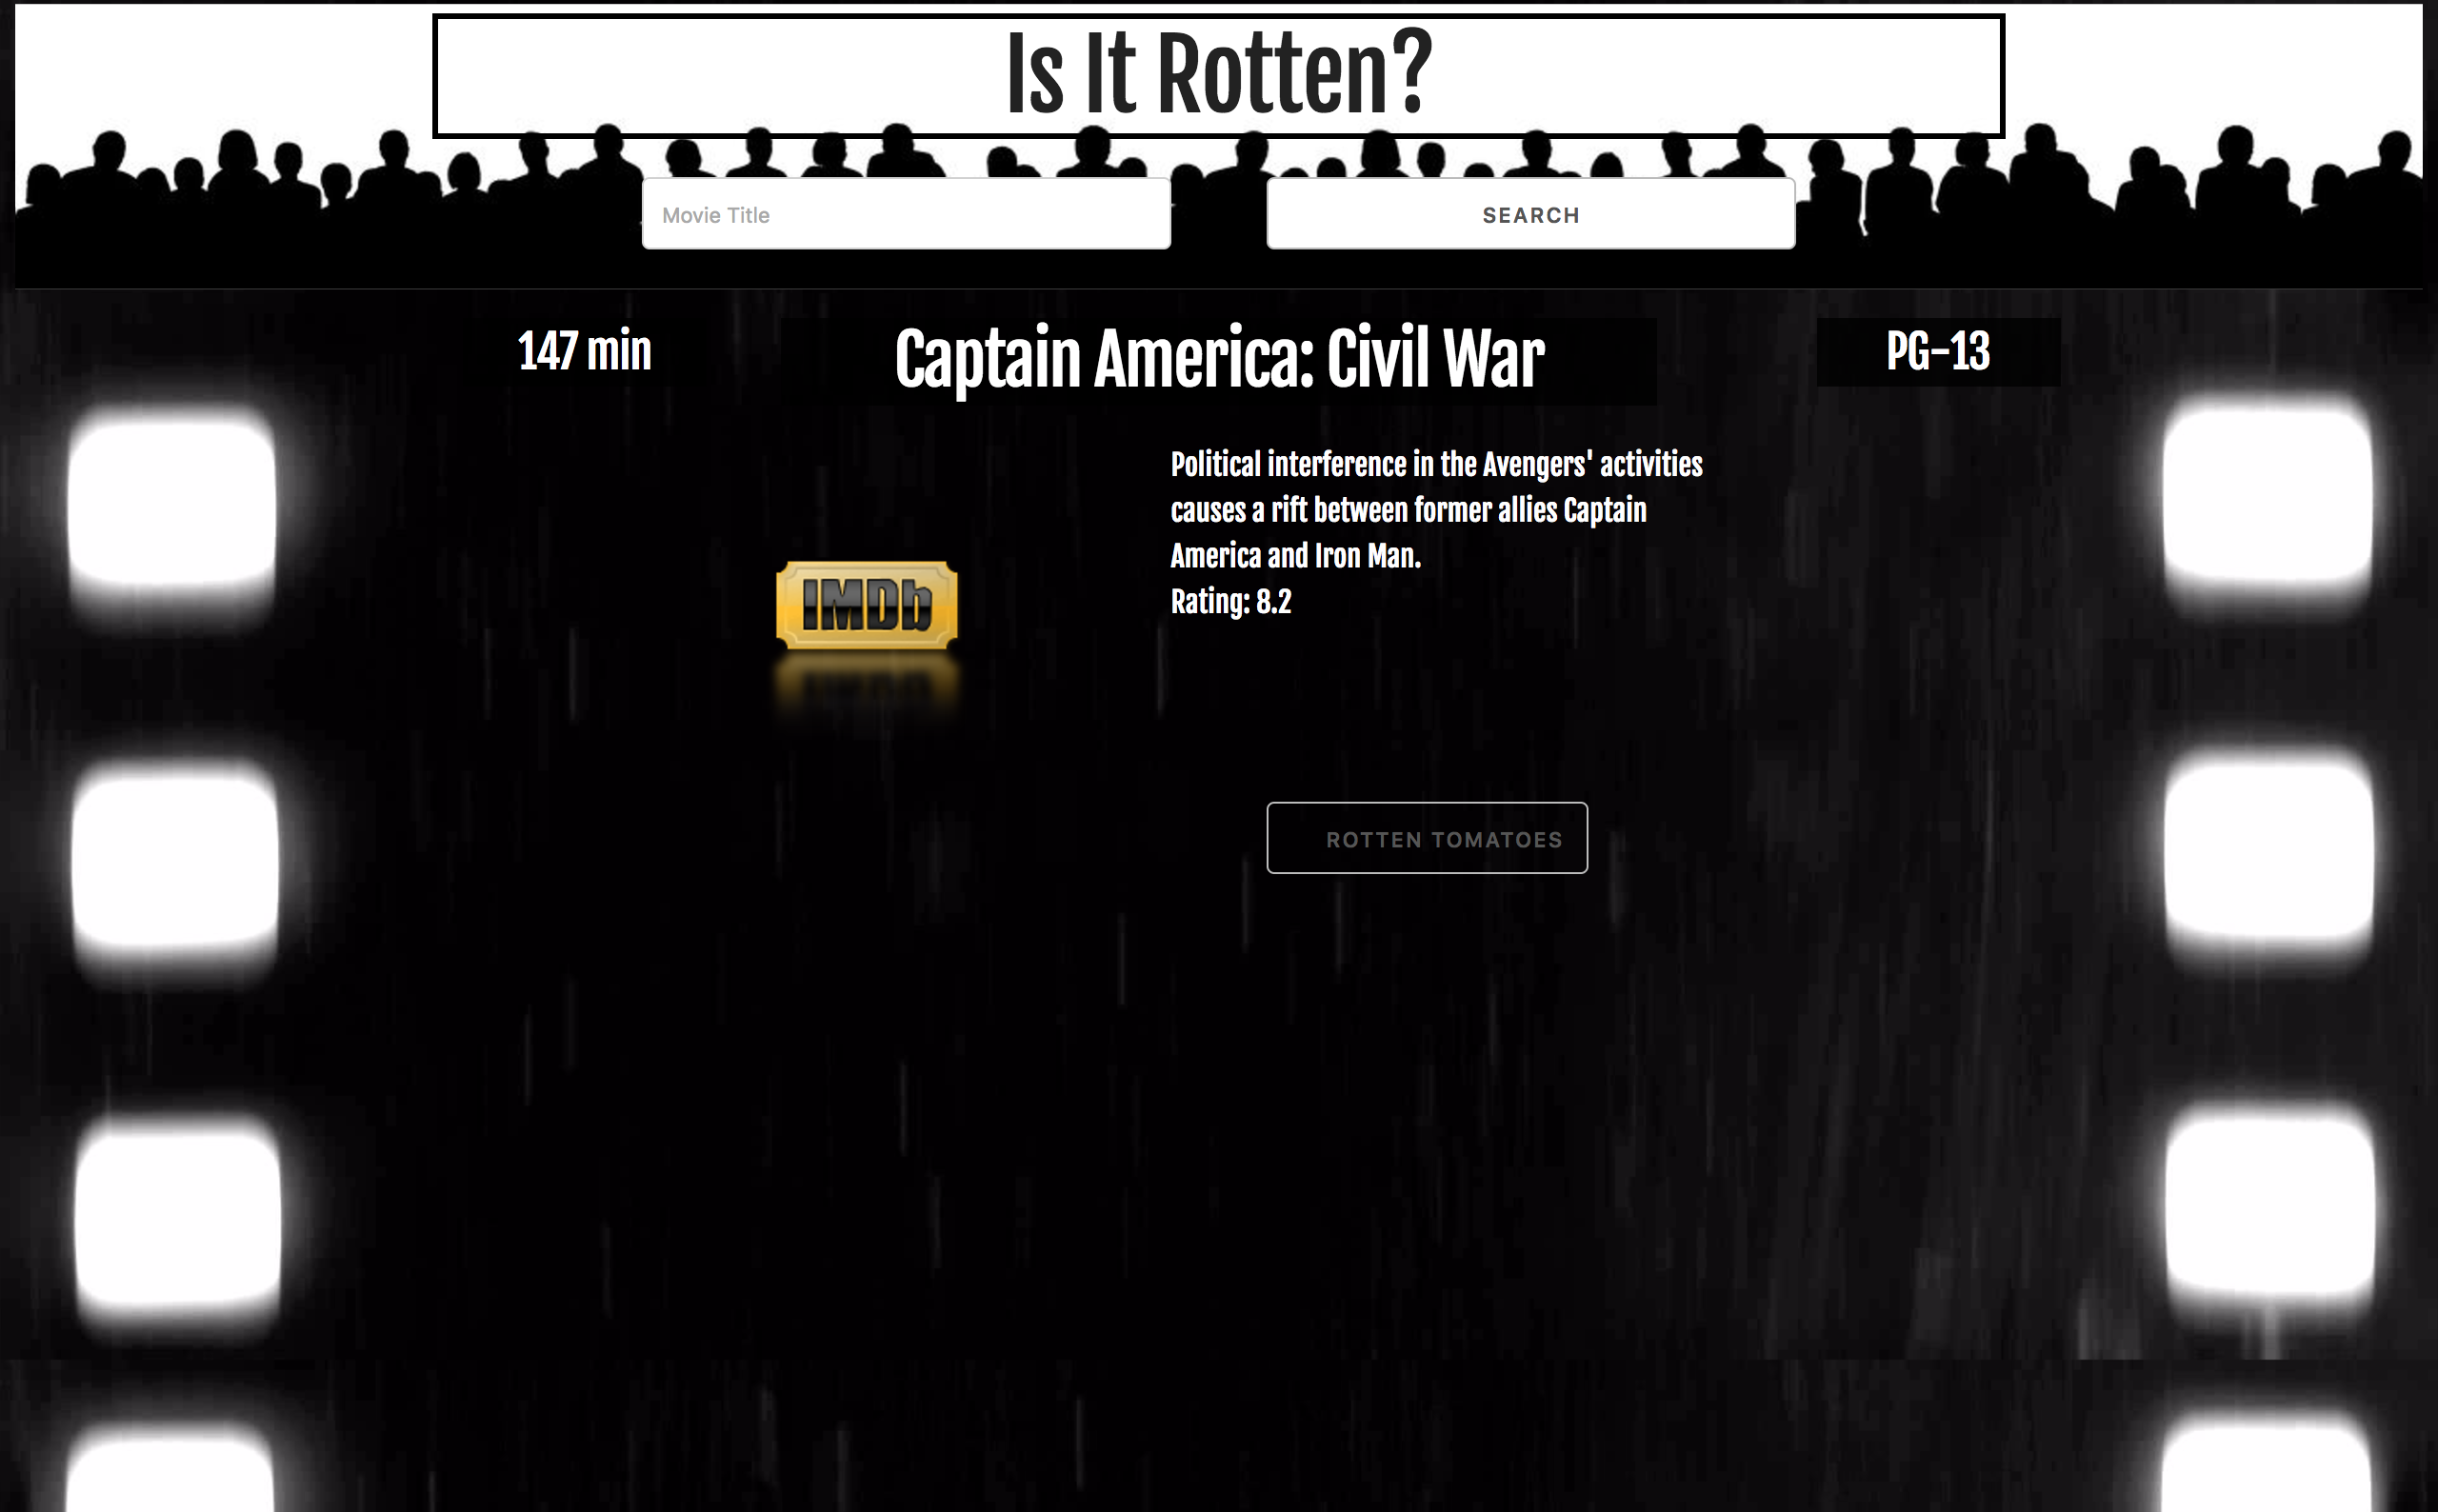 Is It Rotten?
Movie Title
SEARCH
147 min
Captain America: Civil War
PG-13
Political interference in the Avengers' activities
causes a rift between former allies Captain
America and Iron Man.
Rating: 8.2
IMDb
ROTTEN TOMATOES